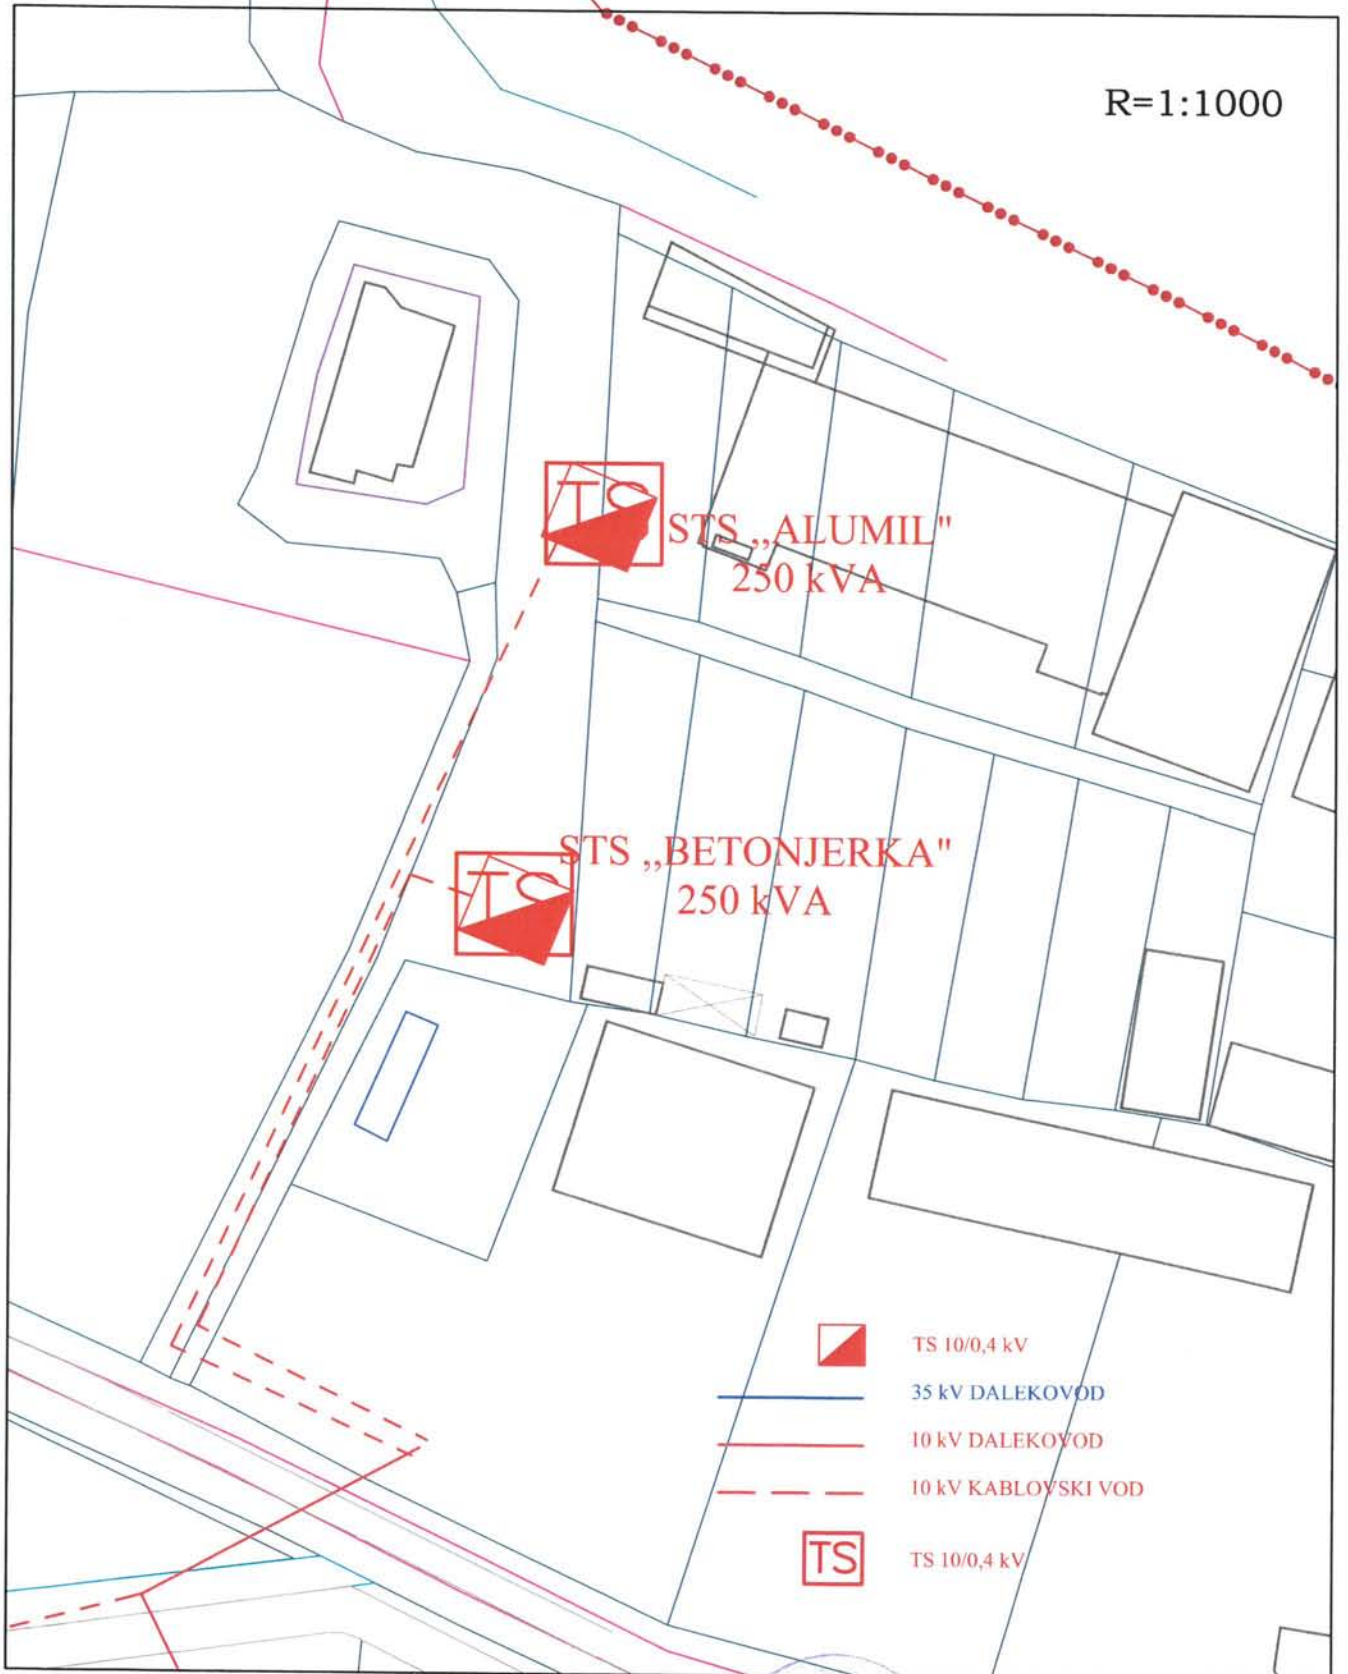 R=1:1000
TS
STS „ALUMIL"
250 kVA
STS „BETONJERKA"
TS
250 kVA
TS 10/0,4 kV
35 kV DALEKOVOD
10 kV DALEKOVOD
10 kV KABLOVSKI VOD
TS
TS 10/0,4 kV